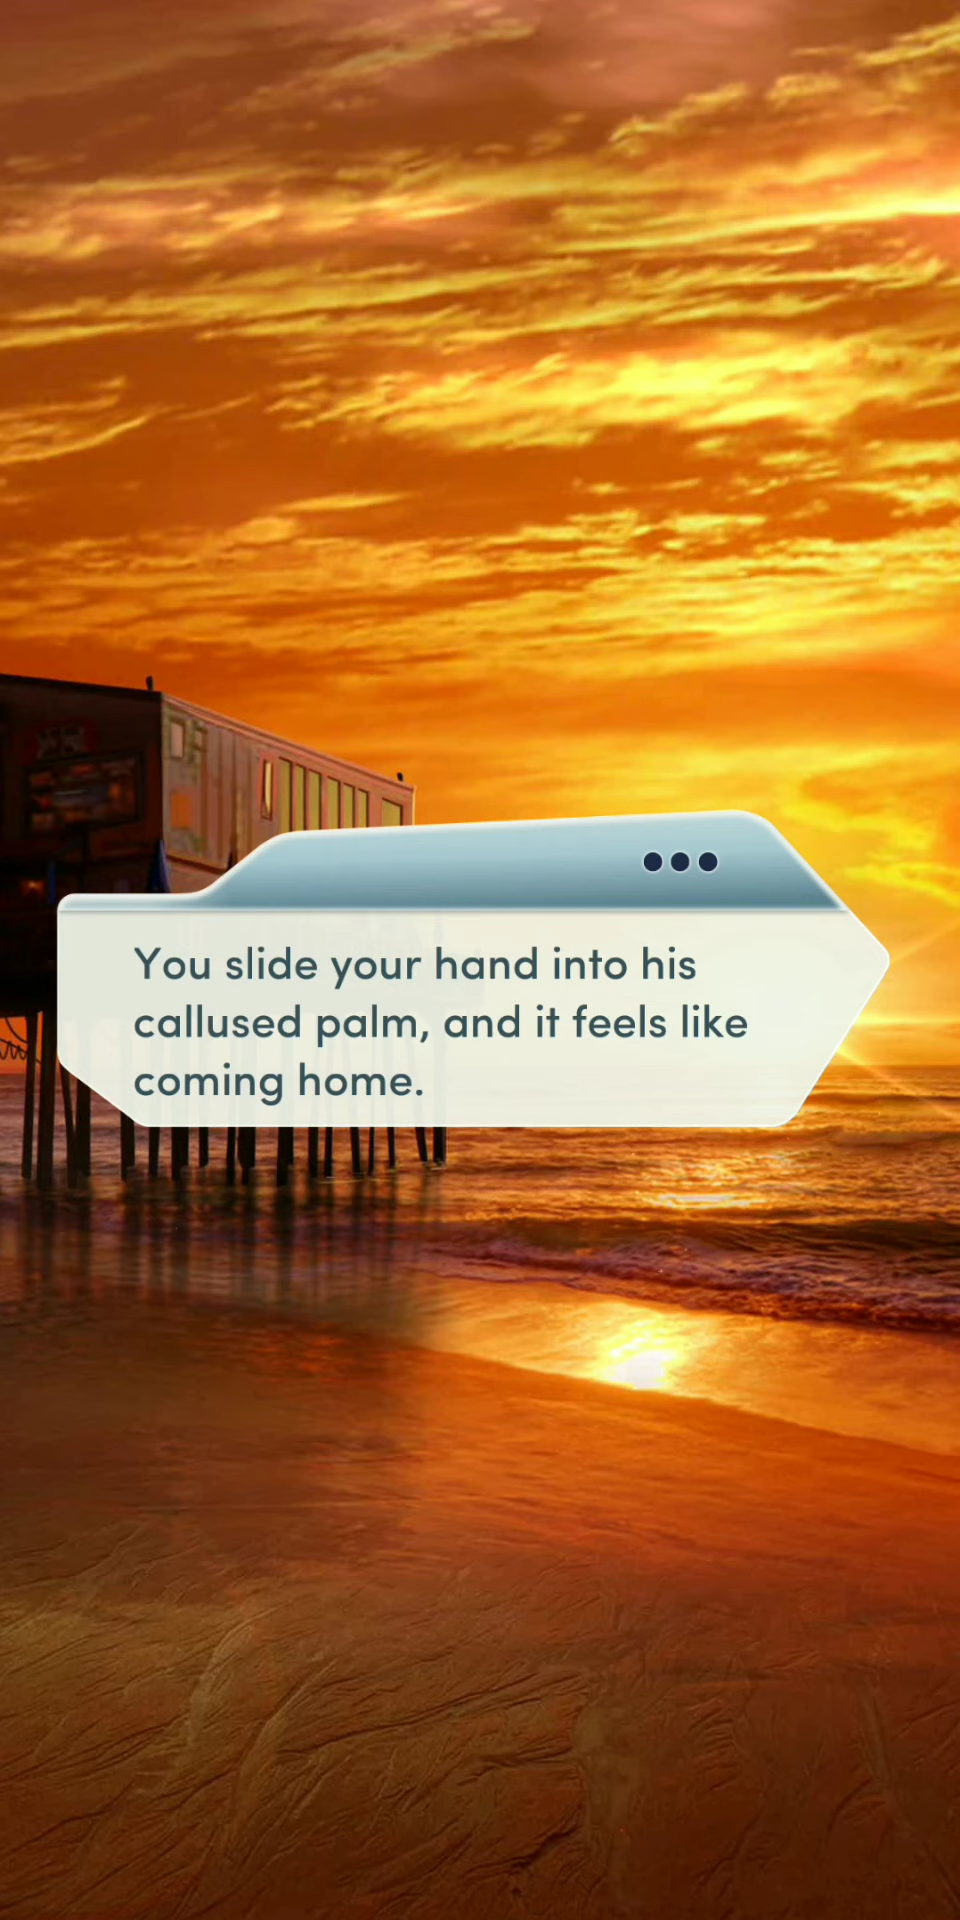 You slide your hand into his
callused palm, and it feels like
coming home.